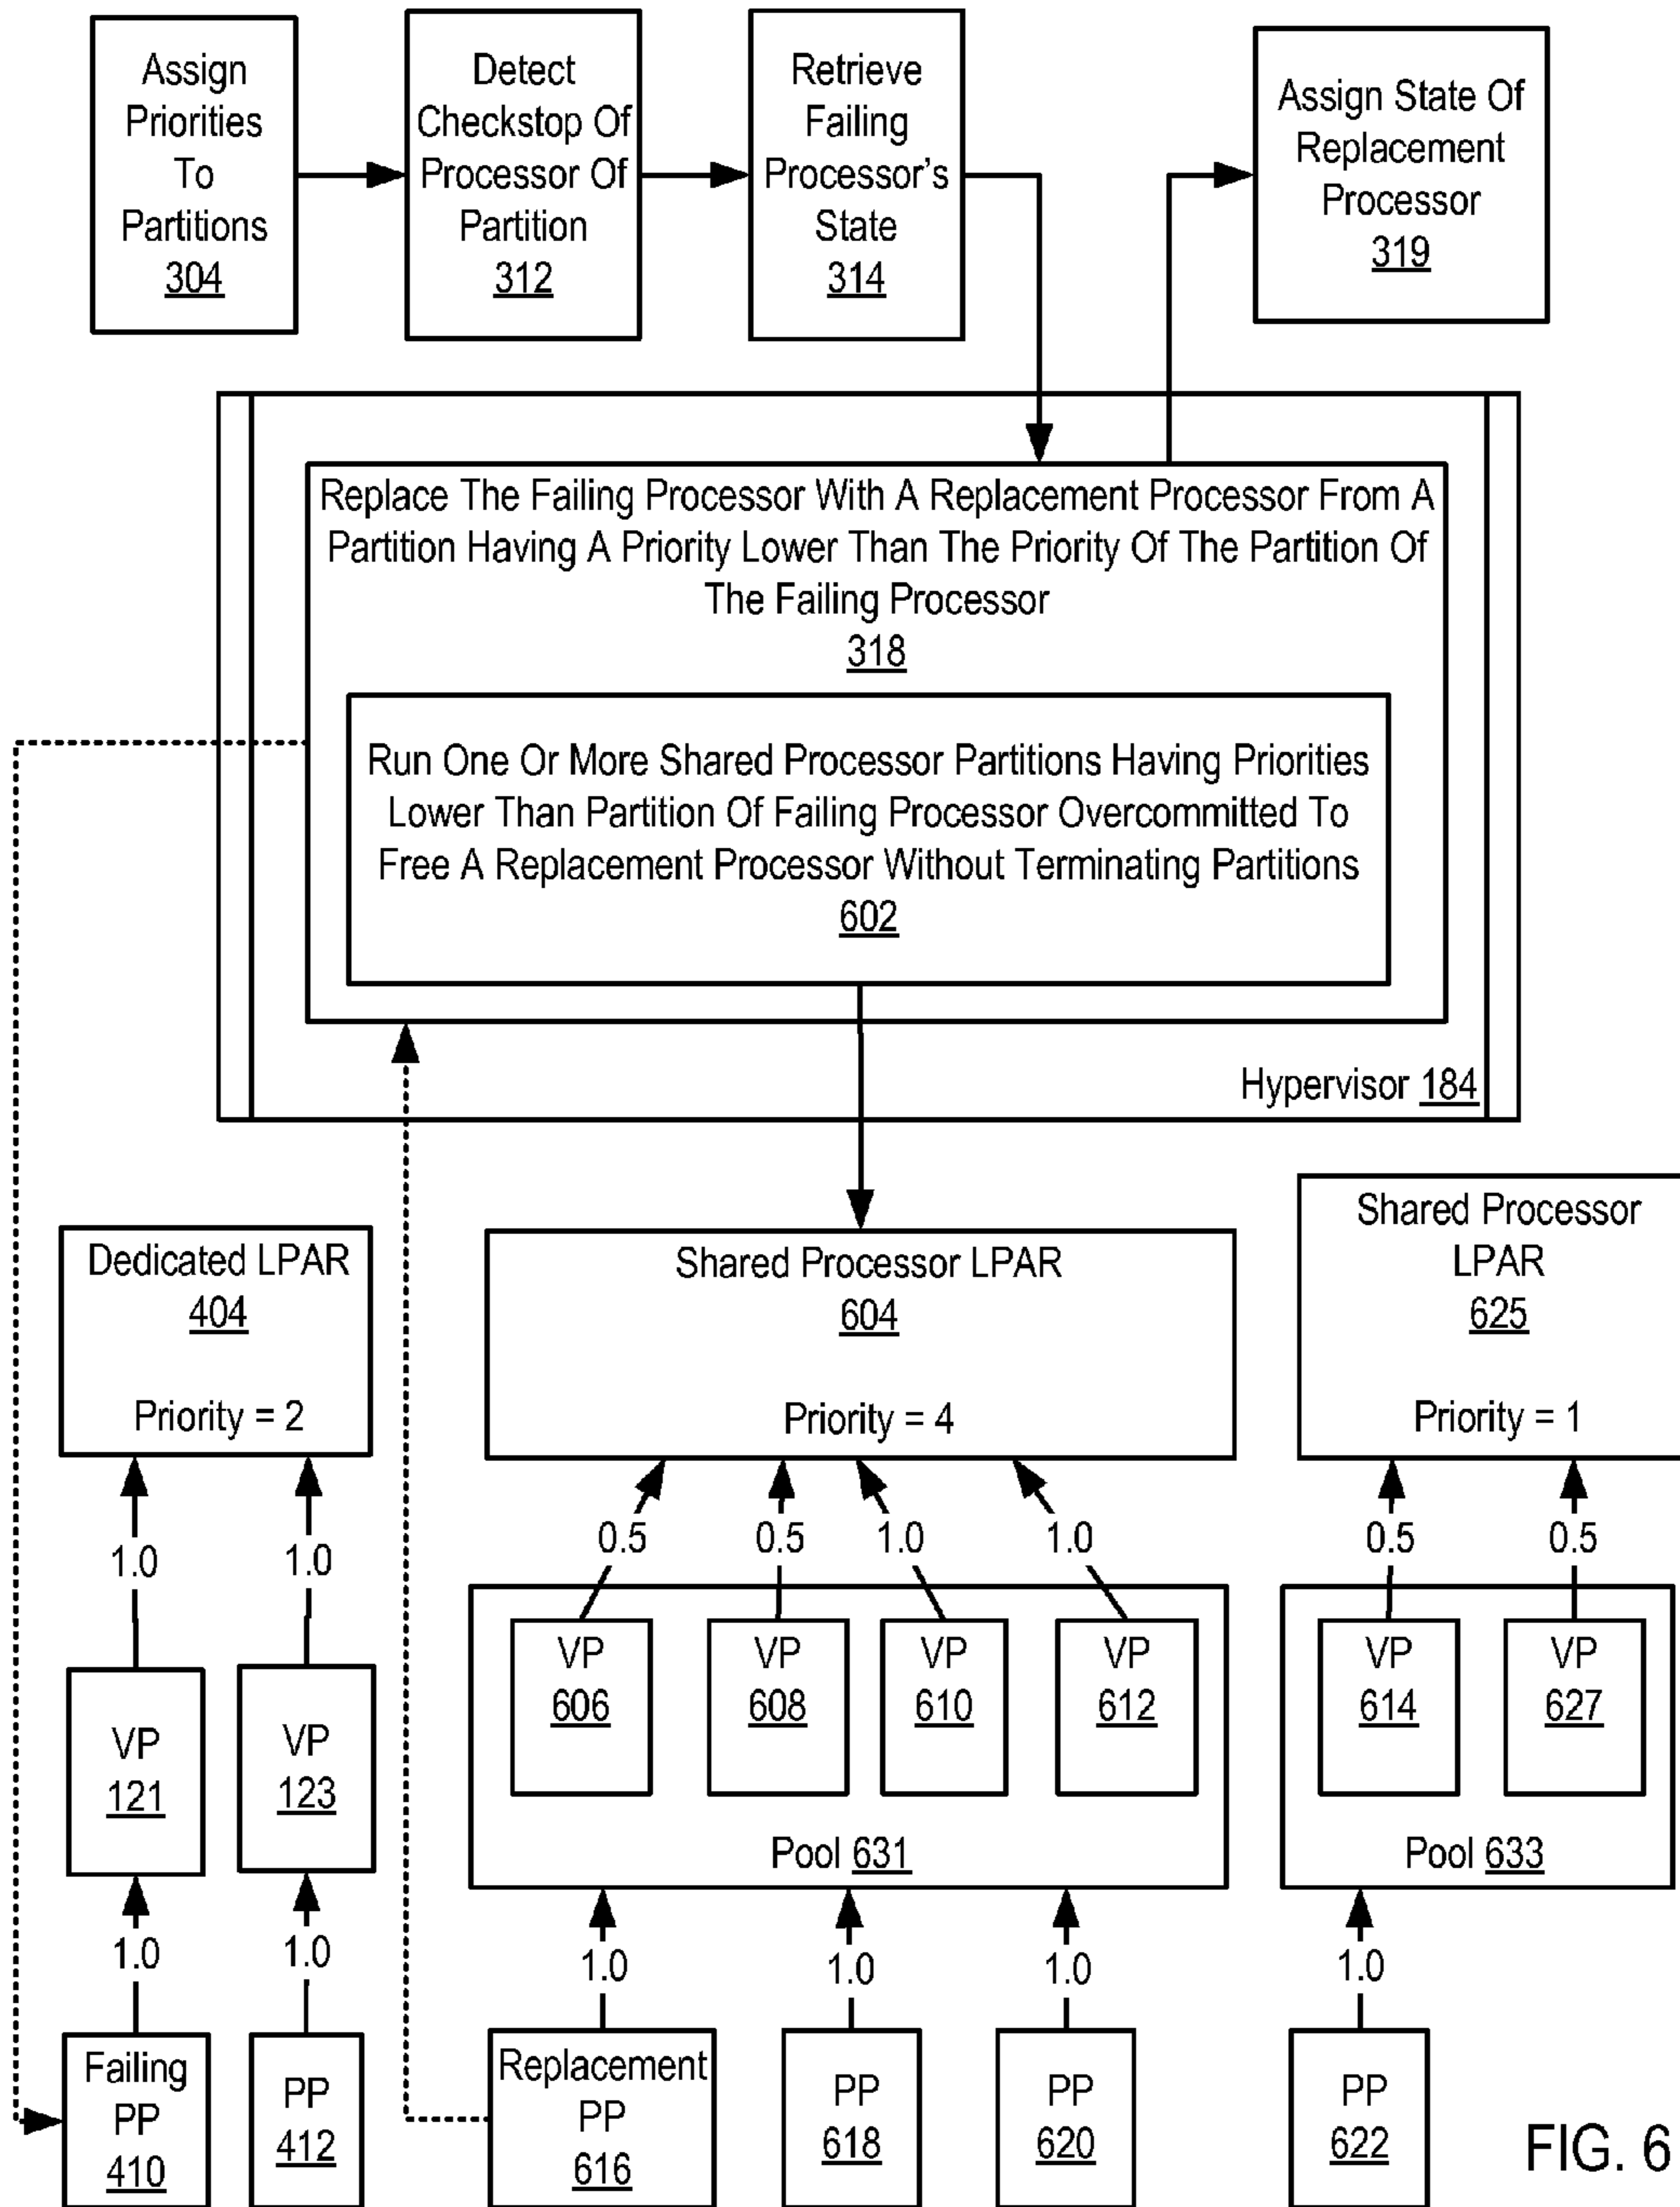 Assign
Priorities
To
Partitions
304
Detect
Checkstop Of
Processor Of
Partition
312
Retrieve
Failing
Processor's
State
314
Assign State Of
Replacement
Processor
319
Replace The Failing Processor With A Replacement Processor From A
Partition Having A Priority Lower Than The Priority Of The Partition Of
The Failing Processor
318
Run One Or More Shared Processor Partitions Having Priorities
Lower Than Partition Of Failing Processor Overcommitted To
Free A Replacement Processor Without Terminating Partitions
602
Hypervisor 184
Dedicated LPAR
404
Priority = 2
Shared Processor LPAR
604
Priority = 4
Shared Processor
LPAR
625
Priority = 1
1.0
1.0
0.5
0.5
1.0
1.0
0.5
0.5
VP
121
VP
123
VP
606
VP
608
VP
610
VP
612
Pool 631
VP
614
VP
627
Pool 633
1.0
1.0
1.0
1.0
1.0
1.0
Failing
PP
410
PP
412
Replacement
PP
616
PP
618
PP
620
PP
622
FIG. 6